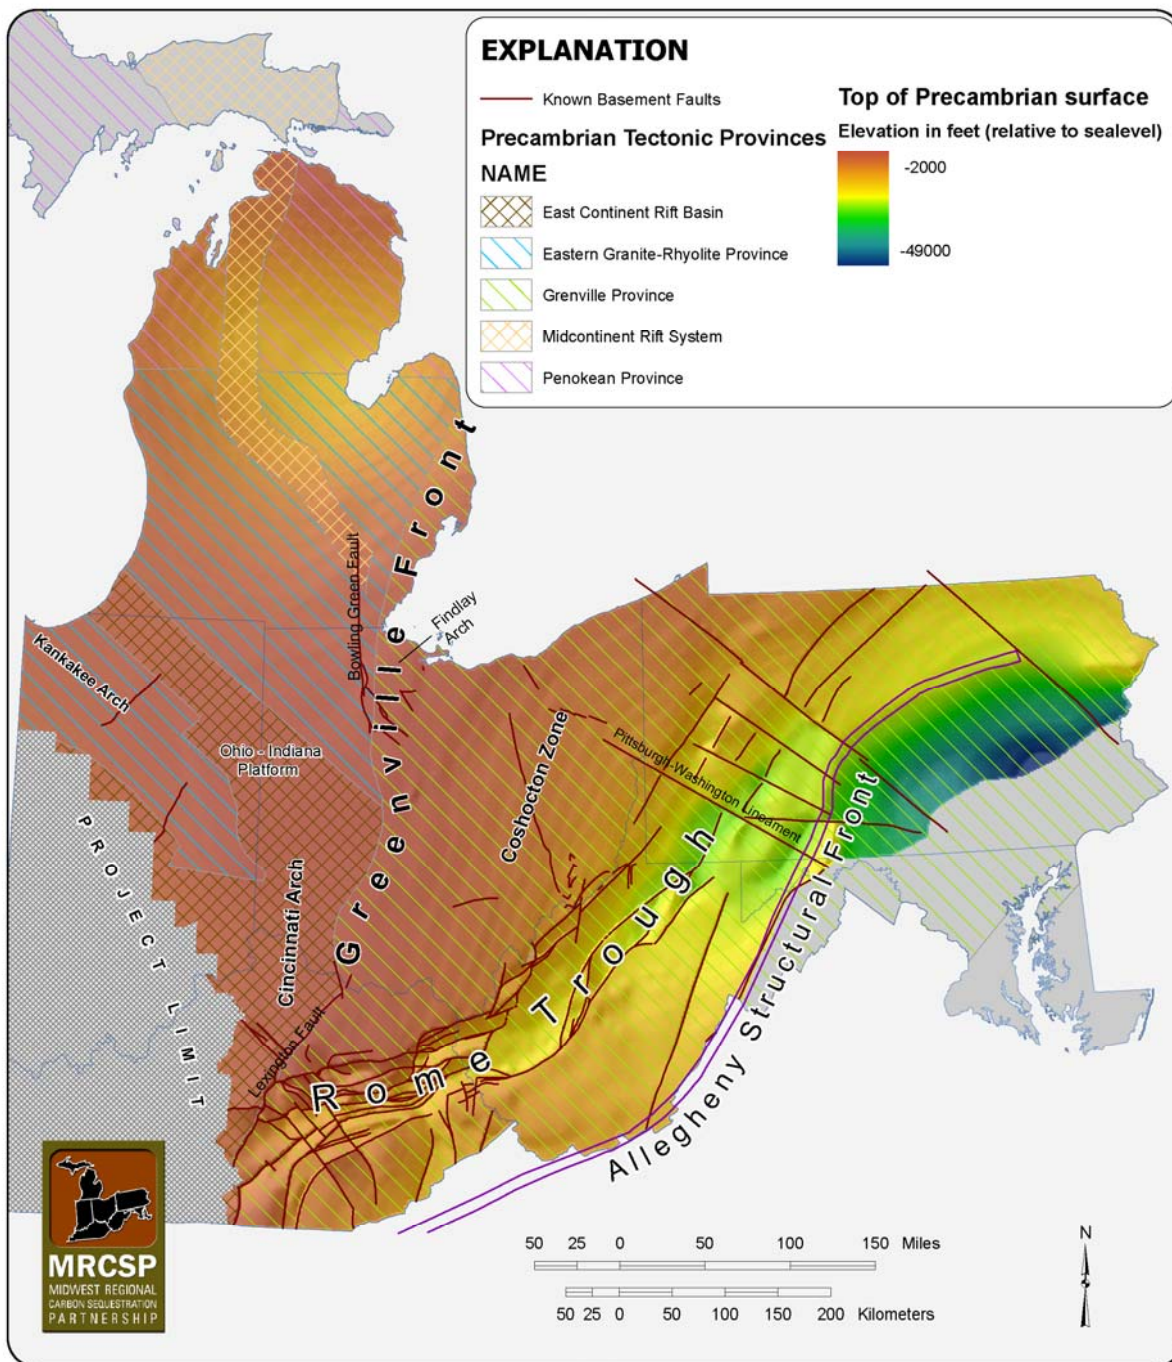 EXPLANATION
Known Basement Faults
Precambrian Tectonic Provinces
NAME
East Continent Rift Basin
Eastern Granite-Rhyolite Province
Grenville Province
Midcontinent Rift System
Penokean Province
Top of Precambrian surface
Elevation in feet (relative to sealevel)
-2000
-49000
Grenville Front
Bowling Green Fault
Findlay
Arch
Kankakee Arch
Ohio - Indiana
Platform
Coshocton Zone
Pittsburgh-Washington Lineament
Cincinnati Arch
PROJECT LIMIT
Lexington Fault
Rome Trough
Allegheny Structural Front
MRCSP
MIDWEST REGIONAL
CARBON SEQUESTRATION
PARTNERSHIP
50 25 0 50 100 150 Miles
50 25 0 50 100 150 200 Kilometers
N